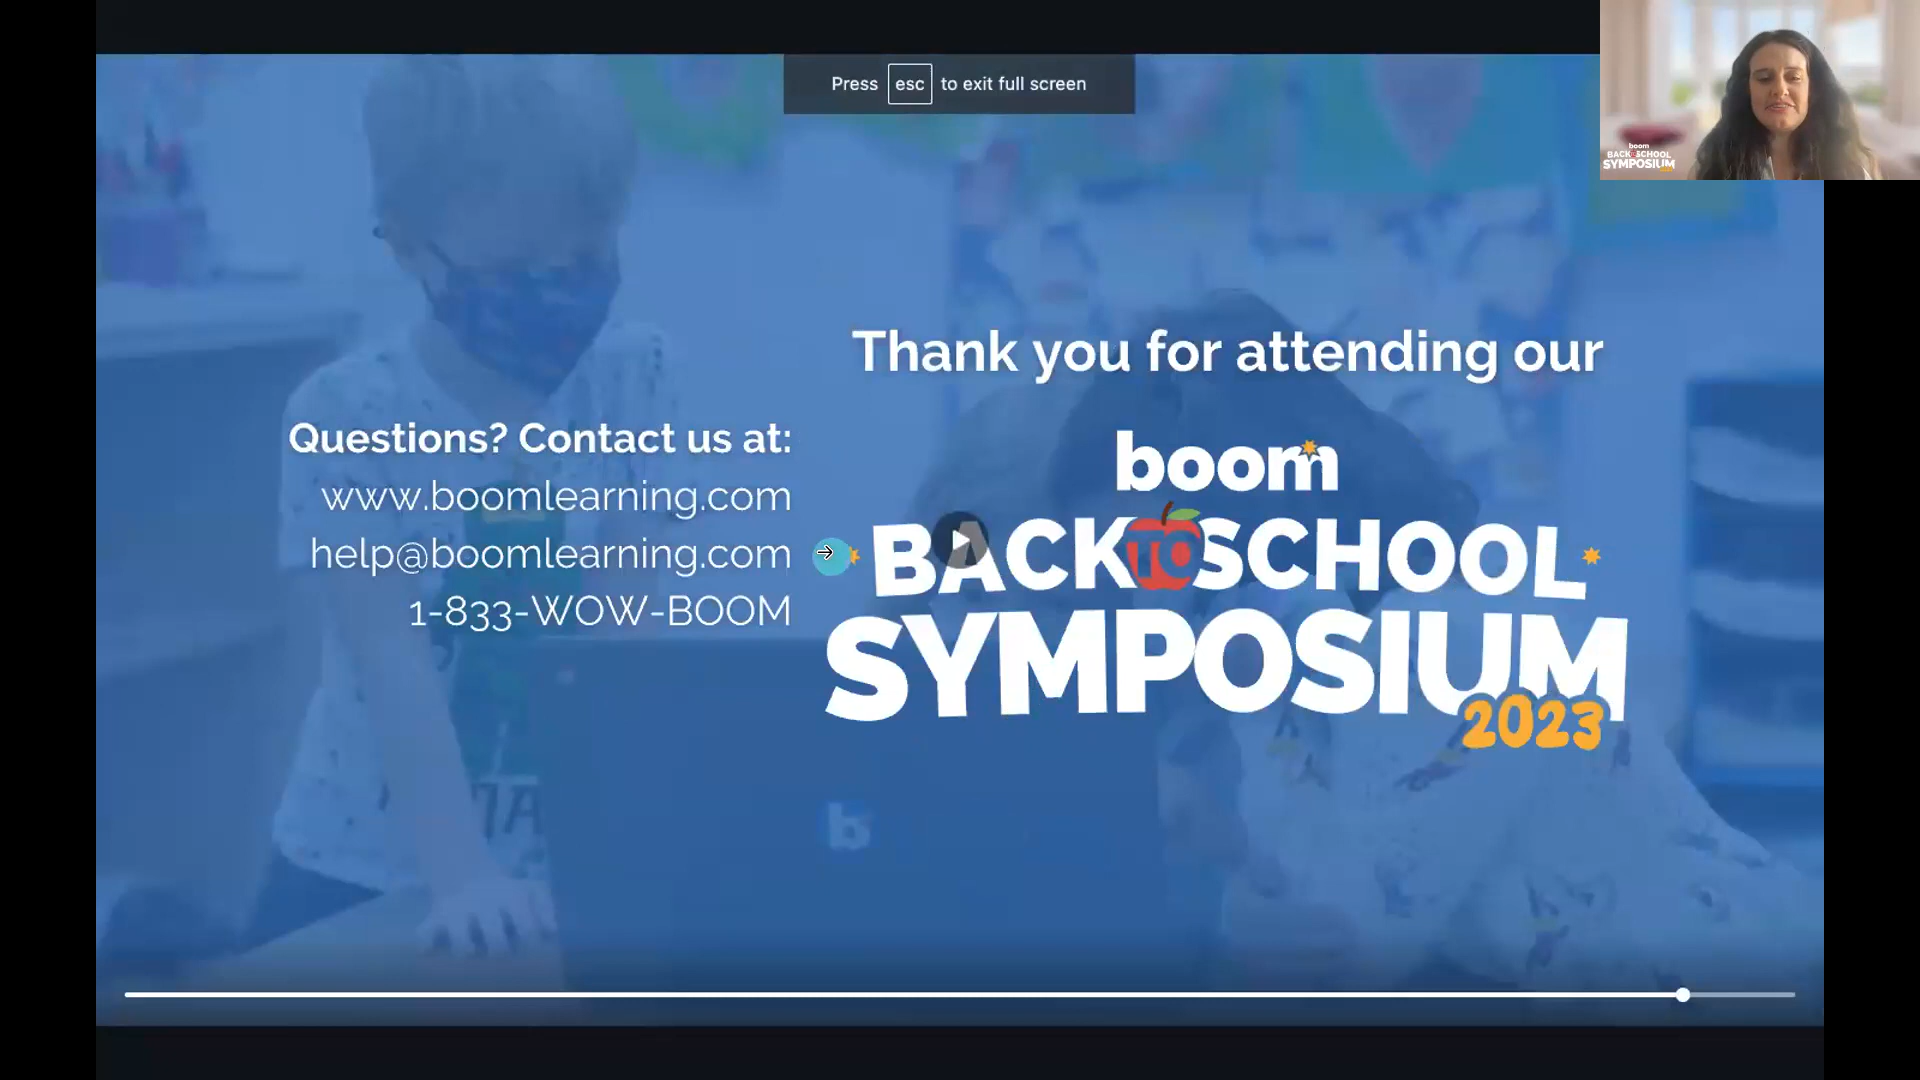 Press esc to exit full screen
boom
BACK TO SCHOOL
SYMPOSIUM
Thank you for attending our
boom
BACK TO SCHOOL
SYMPOSIUM
2023
Questions? Contact us at:
www.boomlearning.com
help@boomlearning.com
1-833-WOW-BOOM
b